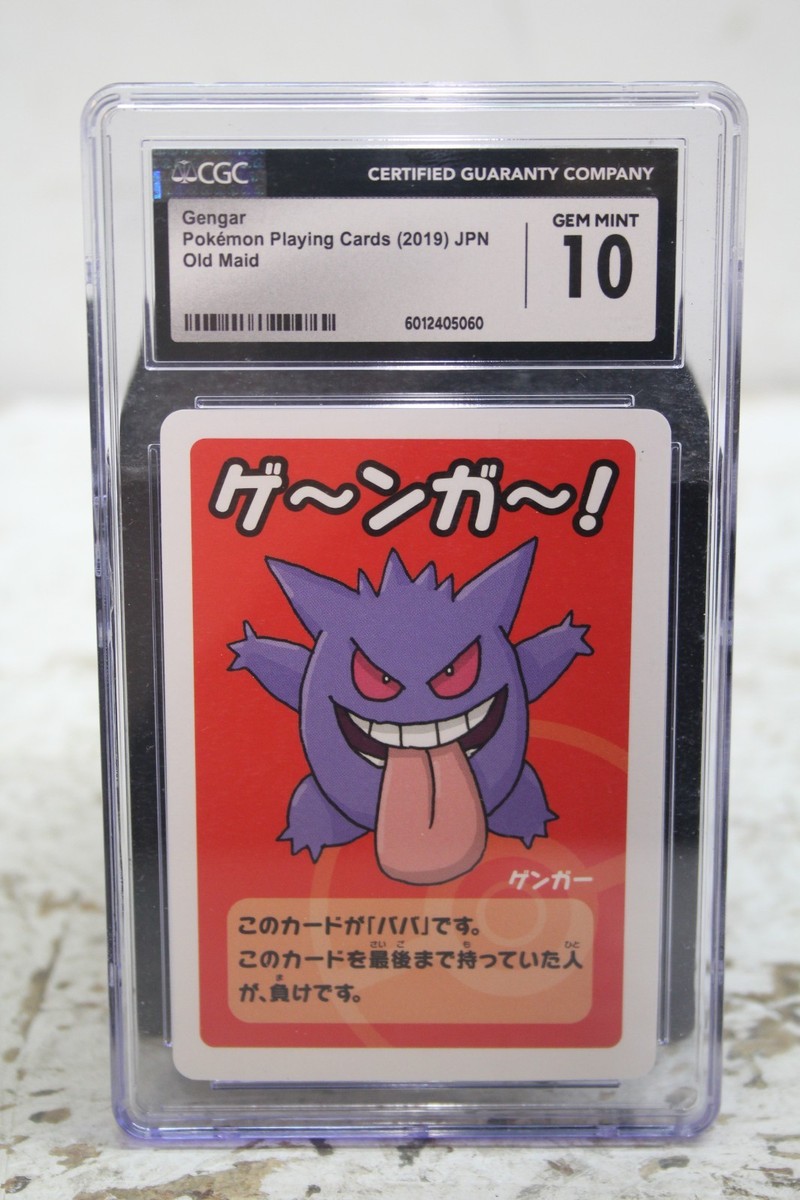 CGC
CERTIFIED GUARANTY COMPANY
Gengar
Pokémon Playing Cards (2019) JPN
Old Maid
GEM MINT
10
6012405060
ゲ〜ンガ〜!
ゲンガー
このカードが「ババ」です。
このカードを最後まで持っていた人
が、負けです。